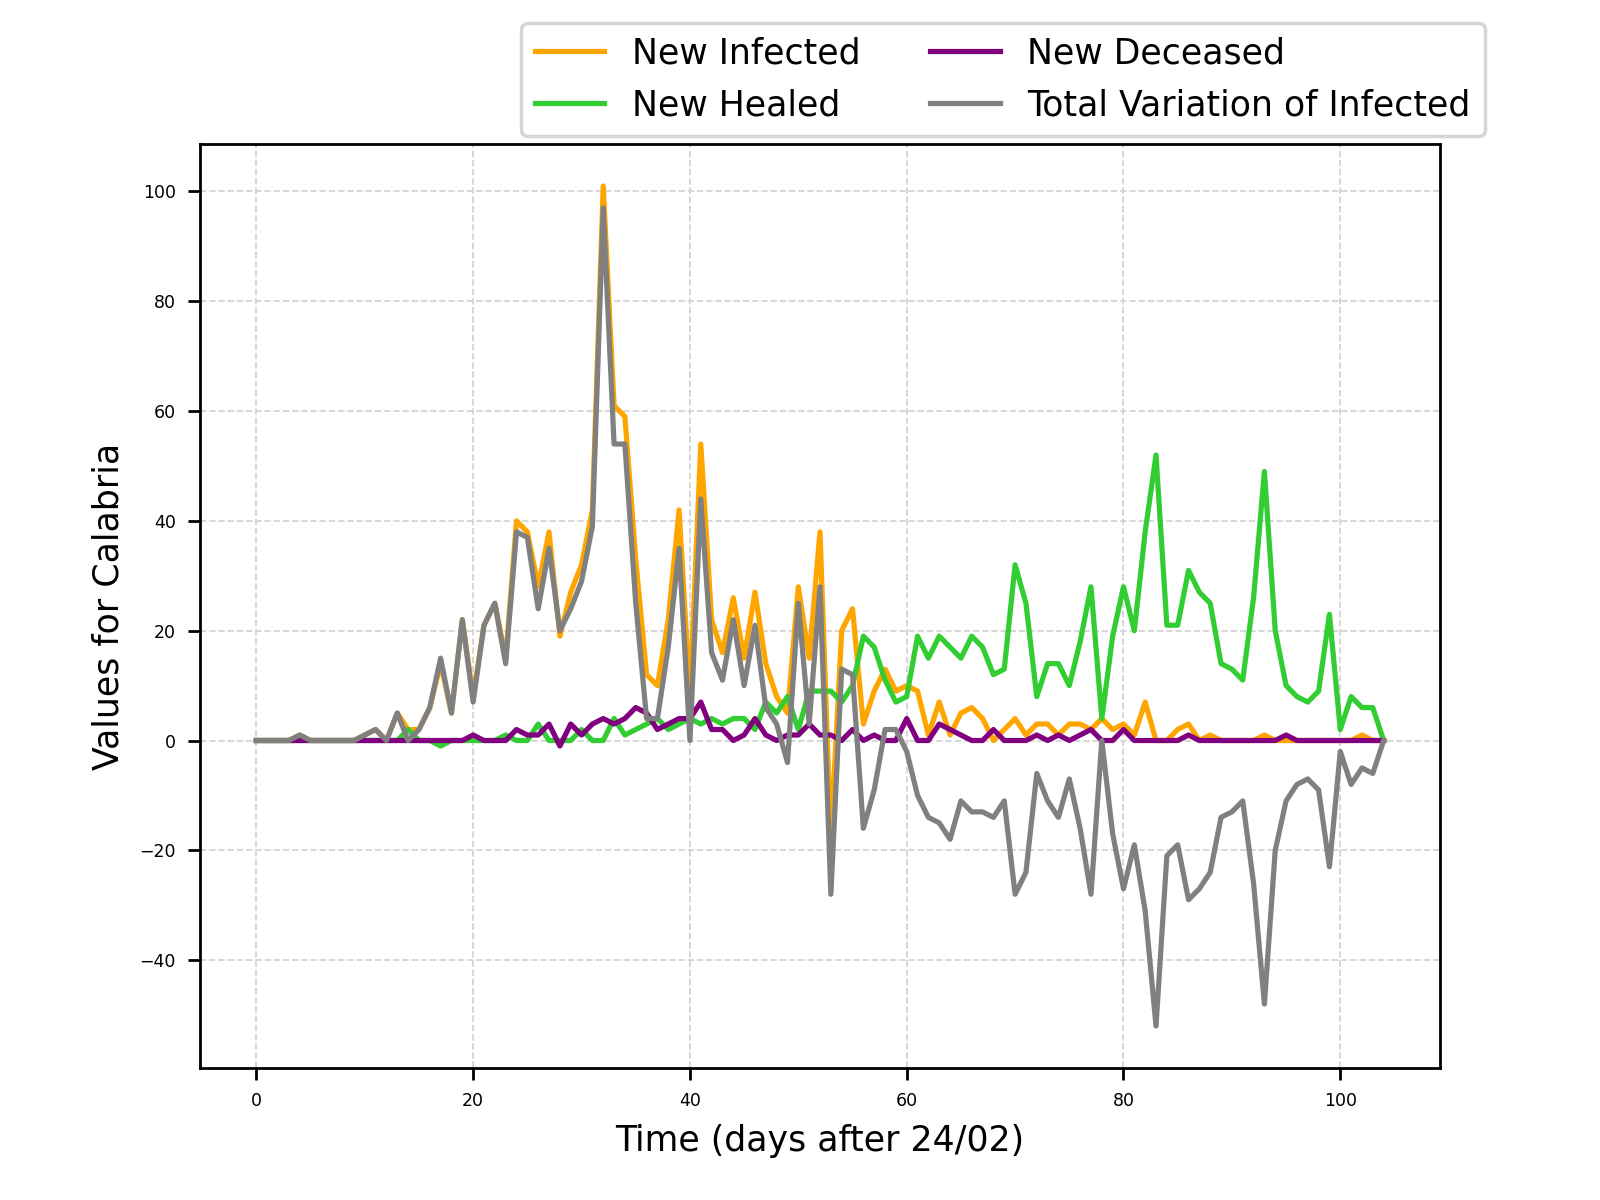 New Infected
New Healed
New Deceased
Total Variation of Infected
Values for Calabria
100
80
60
40
20
0
−20
−40
0
20
40
60
80
100
Time (days after 24/02)